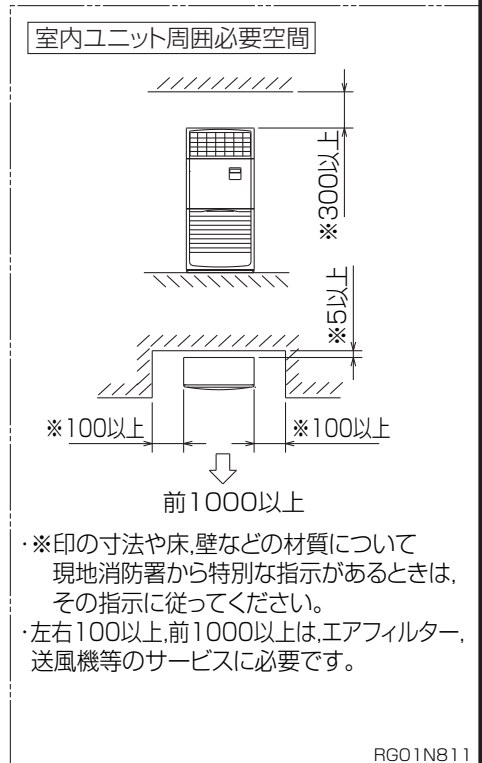 室内ユニット周囲必要空間
※300以上
※5以上
※100以上
※100以上
前1000以上
・※印の寸法や床,壁などの材質について
現地消防署から特別な指示があるときは,
その指示に従ってください。
・左右100以上,前1000以上は,エアフィルター,
送風機等のサービスに必要です。
RG01N811